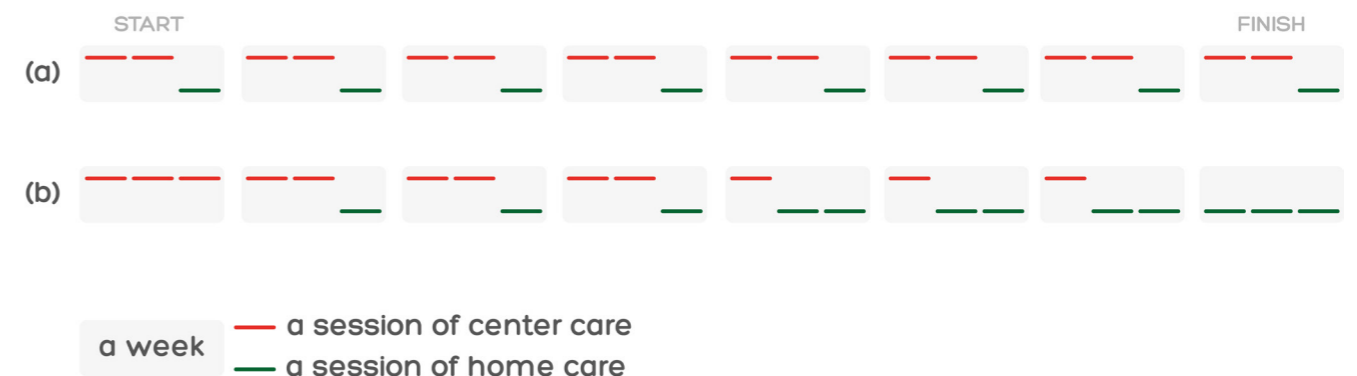 START FINISH
(a)
(b)
a week
a session of center care
a session of home care